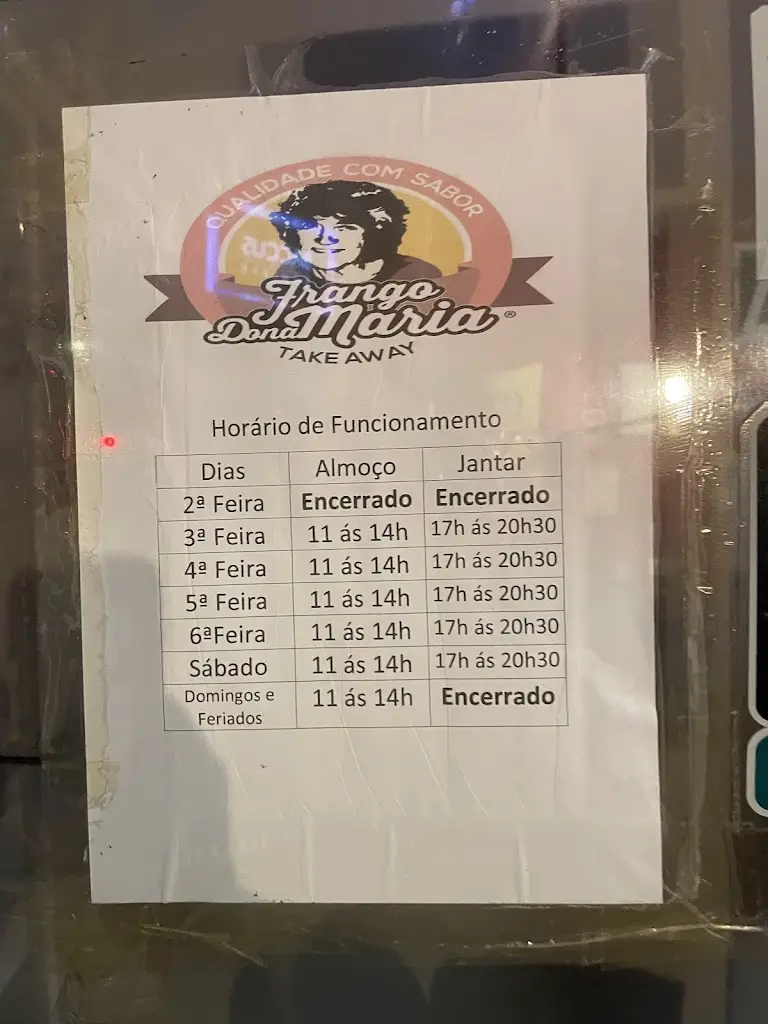 QUALIDADE COM SABOR
Frango
Dona Maria ®
TAKE AWAY
Horário de Funcionamento
Dias Almoço Jantar
2ª Feira Encerrado Encerrado
3ª Feira 11 ás 14h 17h ás 20h30
4ª Feira 11 ás 14h 17h ás 20h30
5ª Feira 11 ás 14h 17h ás 20h30
6ªFeira 11 ás 14h 17h ás 20h30
Sábado 11 ás 14h 17h ás 20h30
Domingos e
Feriados 11 ás 14h Encerrado